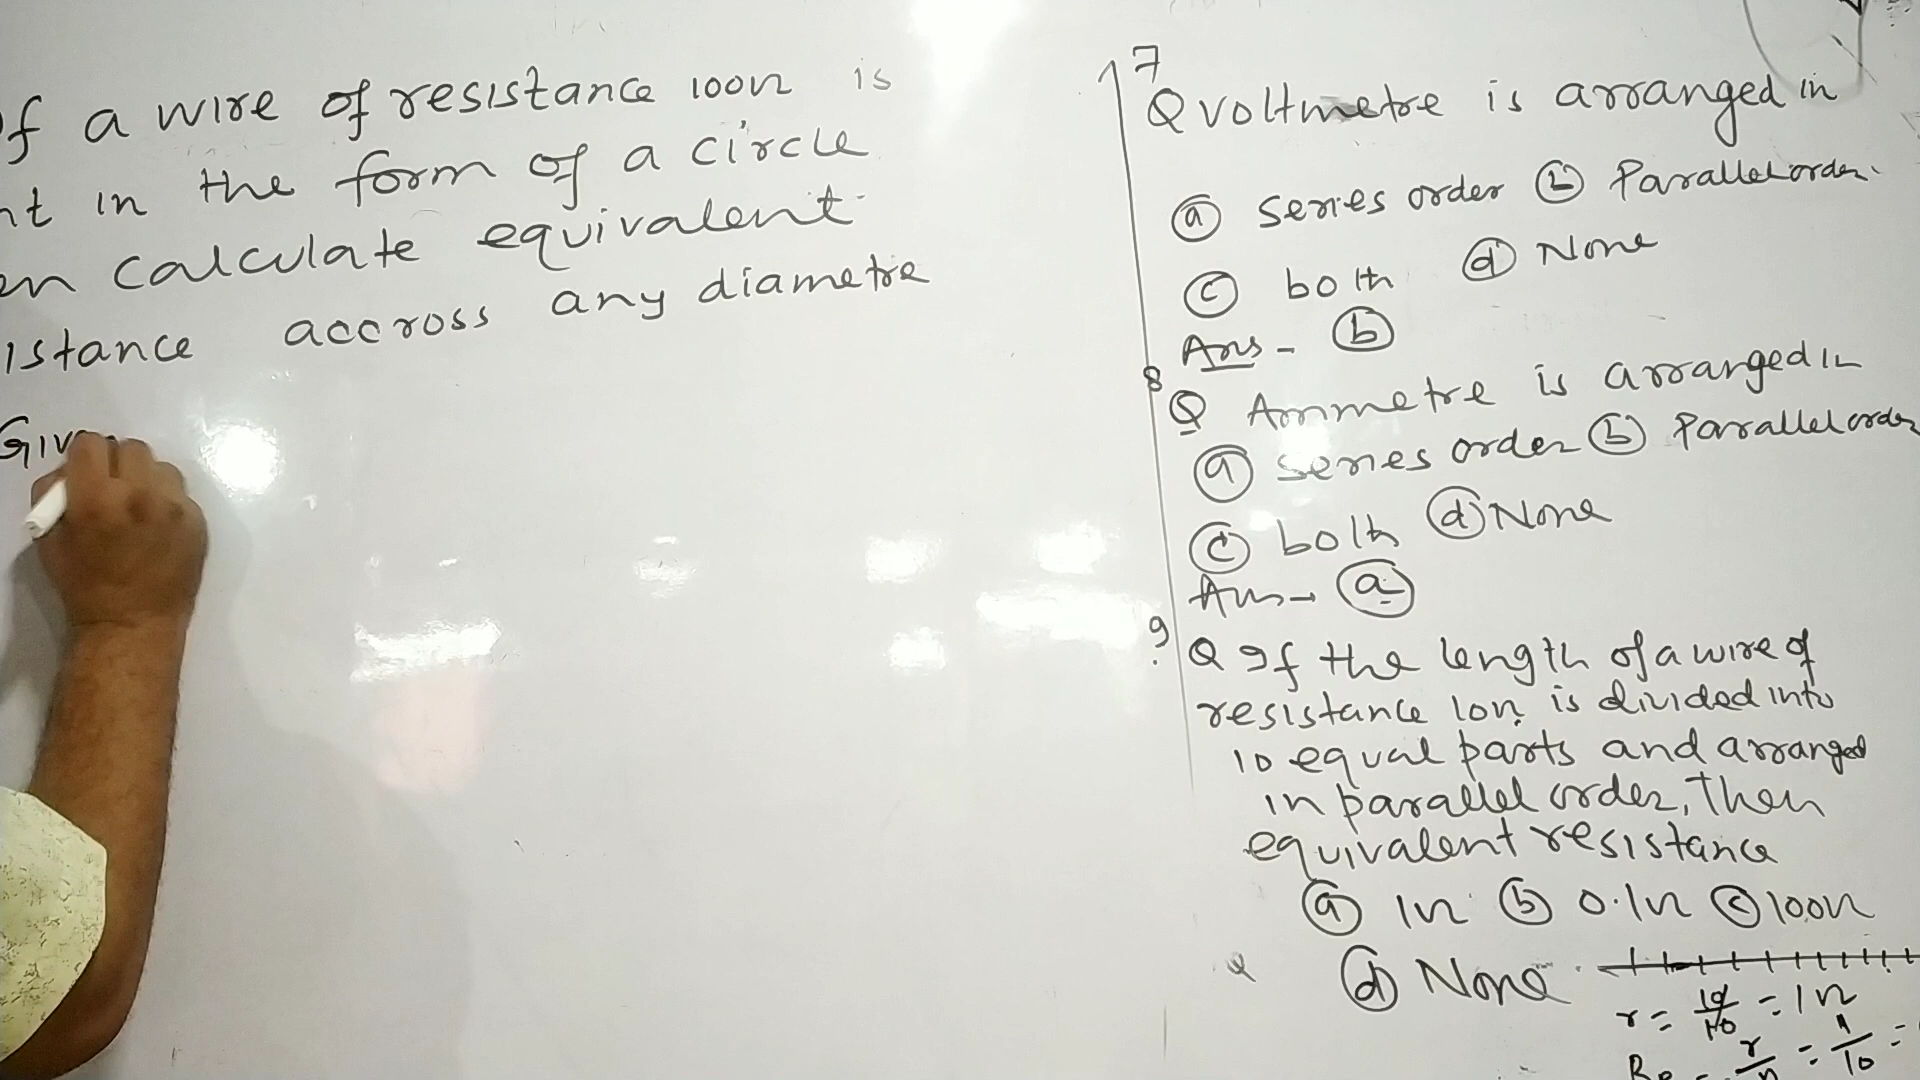 of a wire of resistance 100Ω is
nt in the form of a circle
en calculate equivalent
istance accross any diametre
Given
7
Q voltmetre is arranged in
(a) series order (b) Parallel order.
(c) both (d) None
Ans - (b)
8
Q Ammetre is arranged in
(a) series order (b) Parallel order
(c) both (d) None
Ans → (a)
9.
Q If the length of a wire of
resistance 10Ω is divided into
10 equal parts and arranged
in parallel order, Then
equivalent resistance
(a) 1Ω (b) 0.1Ω (c) 100Ω
(d) None
r = 10/10 = 1Ω
Re = r/n = 1/10 =